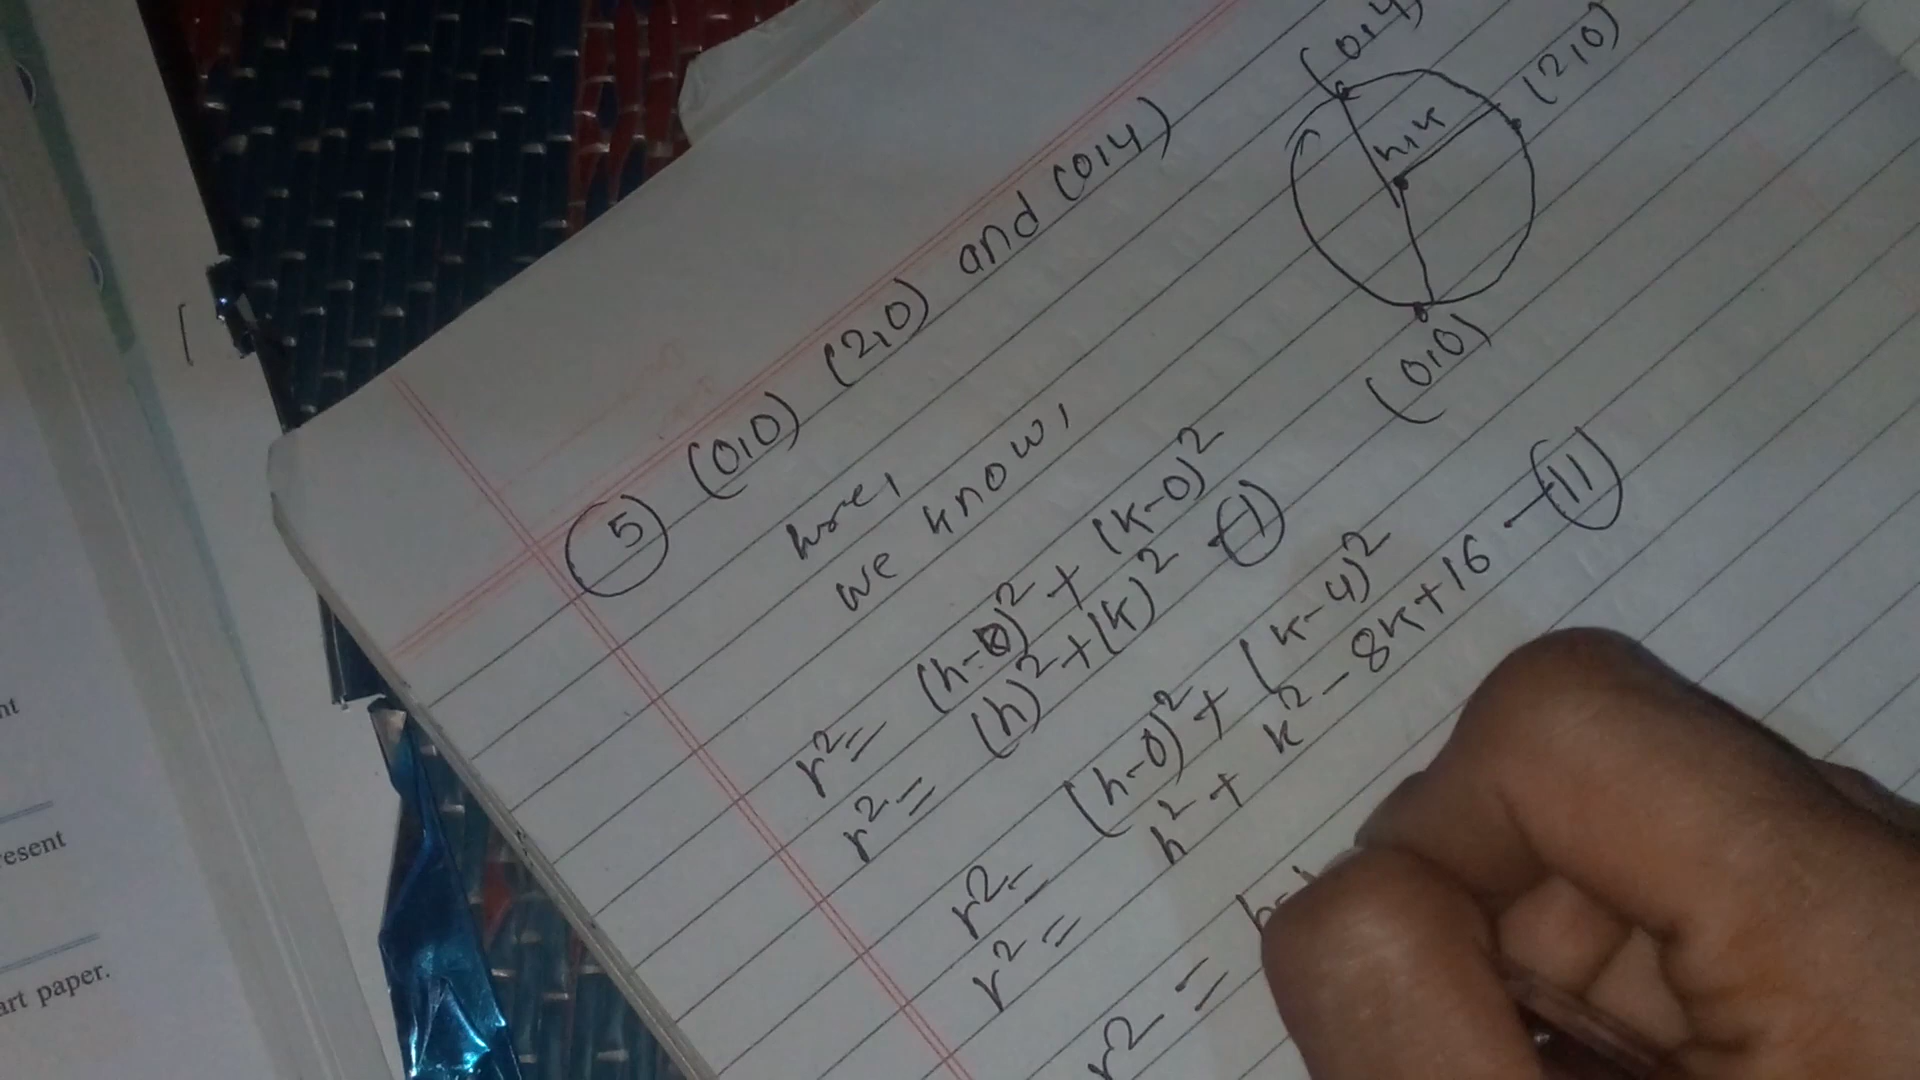 (5) (0,0) (2,0) and (0,4)
here,
we know,
r²= (h-0)²+ (k-0)²
r²= (h)²+(k)² -(1)
r²= (h-0)²+ (k-4)²
r²= h²+ k²-8k+16 -(11)
r² =
(0,4)
(2,0)
h,k
(0,0)
esent
art paper.